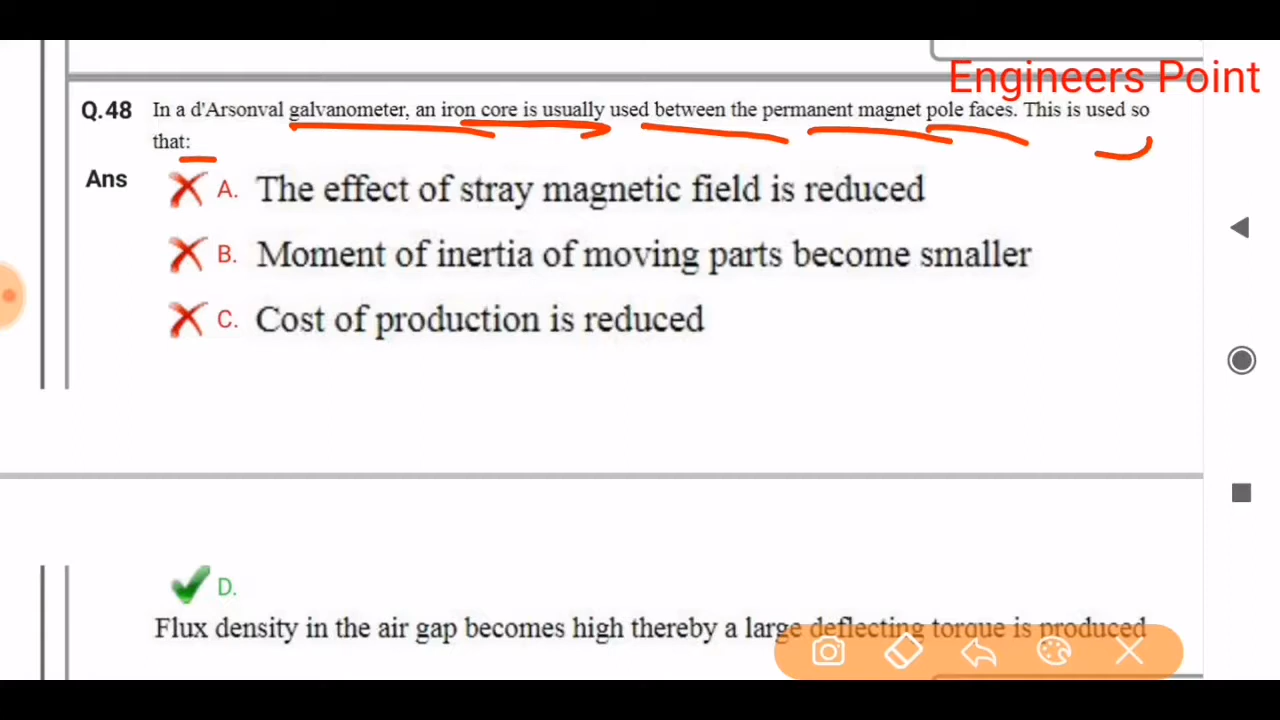 Engineers Point
Q.48 In a d'Arsonval galvanometer, an iron core is usually used between the permanent magnet pole faces. This is used so
that:
Ans A. The effect of stray magnetic field is reduced
B. Moment of inertia of moving parts become smaller
C. Cost of production is reduced
D.
Flux density in the air gap becomes high thereby a large deflecting torque is produced